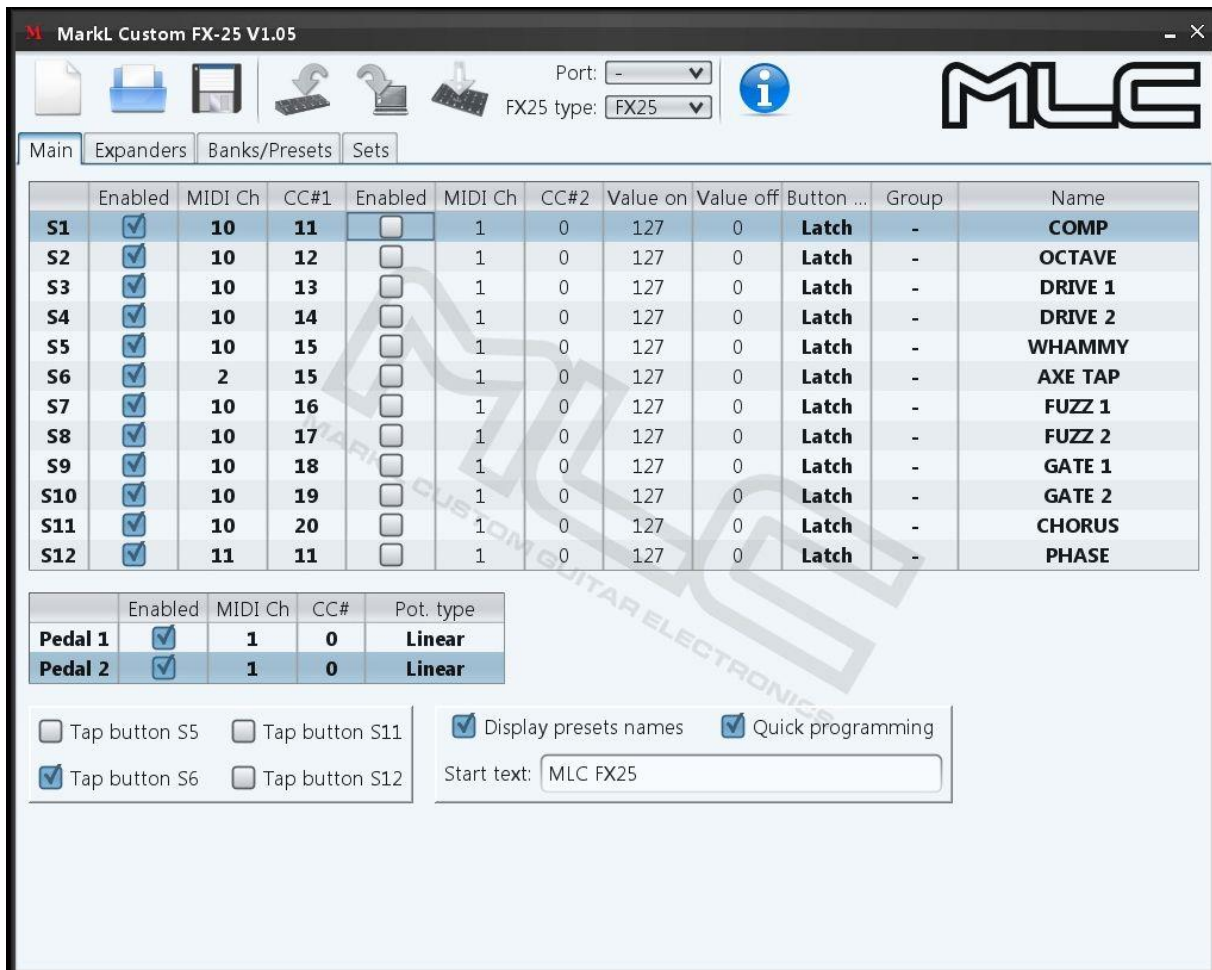 M MarkL Custom FX-25 V1.05
Port: -
FX25 type: FX25
MLC
Main Expanders Banks/Presets Sets
Enabled MIDI Ch CC#1 Enabled MIDI Ch CC#2 Value on Value off Button ... Group Name
S1 10 11 1 0 127 0 Latch - COMP
S2 10 12 1 0 127 0 Latch - OCTAVE
S3 10 13 1 0 127 0 Latch - DRIVE 1
S4 10 14 1 0 127 0 Latch - DRIVE 2
S5 10 15 1 0 127 0 Latch - WHAMMY
S6 2 15 1 0 127 0 Latch - AXE TAP
S7 10 16 1 0 127 0 Latch - FUZZ 1
S8 10 17 1 0 127 0 Latch - FUZZ 2
S9 10 18 1 0 127 0 Latch - GATE 1
S10 10 19 1 0 127 0 Latch - GATE 2
S11 10 20 1 0 127 0 Latch - CHORUS
S12 11 11 1 0 127 0 Latch - PHASE
MLC
MARK L CUSTOM GUITAR ELECTRONICS
Enabled MIDI Ch CC# Pot. type
Pedal 1 1 0 Linear
Pedal 2 1 0 Linear
Tap button S5 Tap button S11
Tap button S6 Tap button S12
Display presets names Quick programming
Start text: MLC FX25